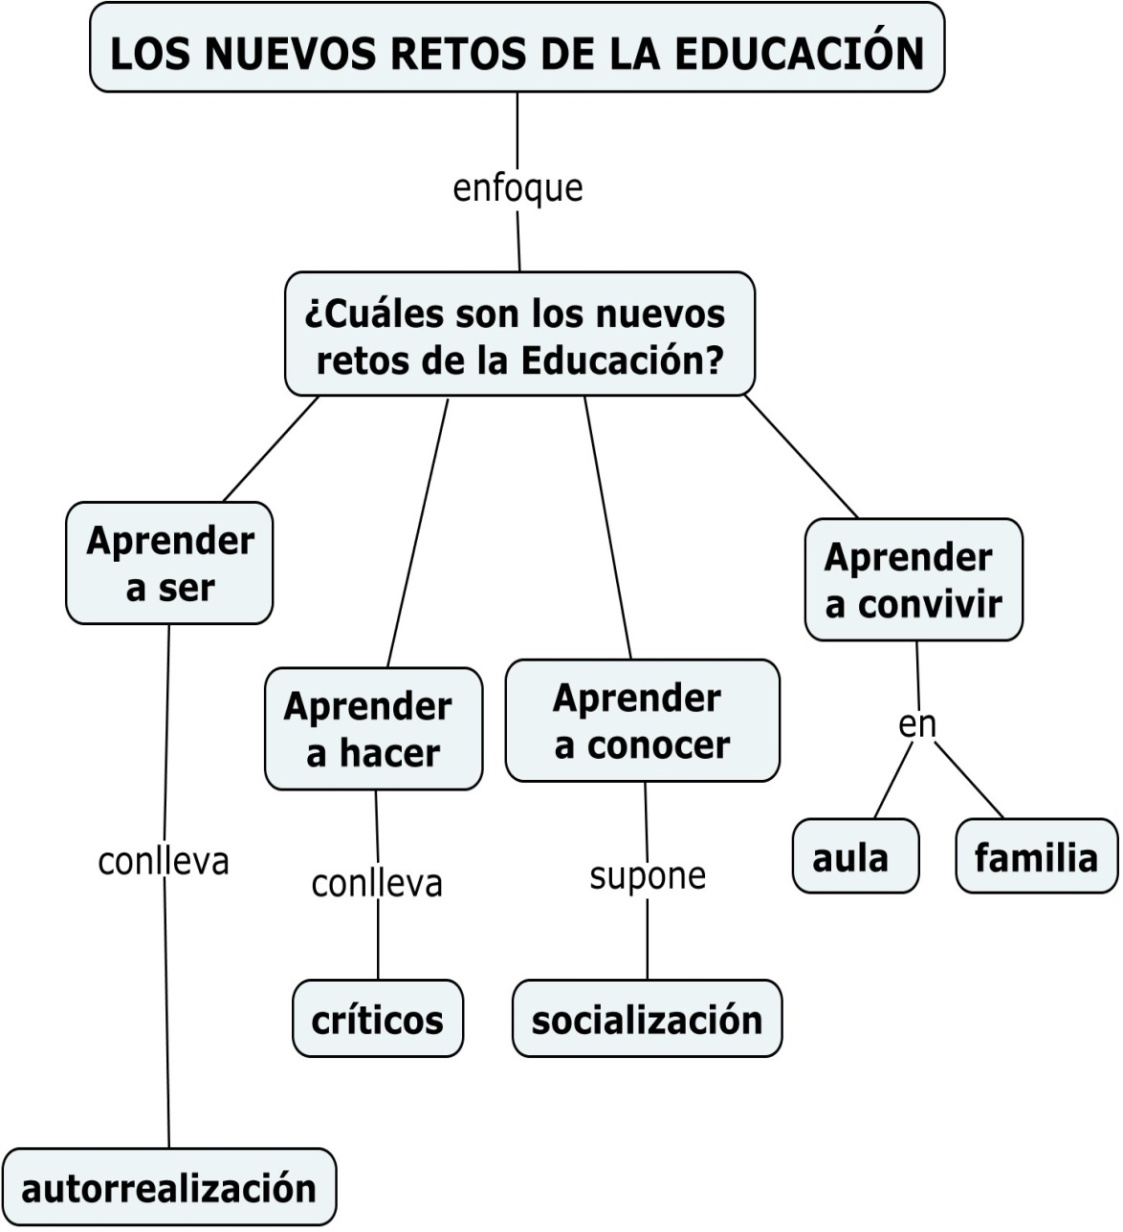 LOS NUEVOS RETOS DE LA EDUCACIÓN
enfoque
¿Cuáles son los nuevos
retos de la Educación?
Aprender
a ser
Aprender
a convivir
Aprender
a hacer
Aprender
a conocer
en
aula
familia
conlleva
conlleva
supone
críticos
socialización
autorrealización